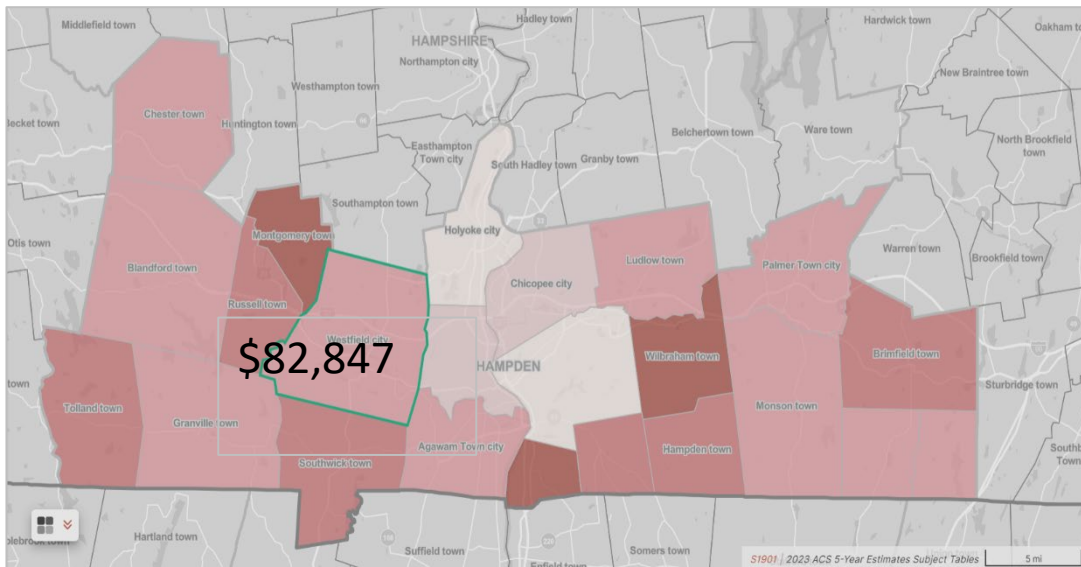 Middlefield town
Hadley town
Hardwick town
Oakham to
HAMPSHIRE
Northampton city
New Braintree town
Westhampton town
lecket town
Chester town
Huntington town
Easthampton
Town city
South Hadley town
Granby town
Belchertown town
Ware town
North Brookfield
town
Southampton town
Montgomery town
Holyoke city
Otis town
Blandford town
Ludlow town
Palmer Town city
Warren town
Brookfield town
Chicopee city
Russell town
Westfield city
$82,847
HAMPDEN
Wilbraham town
Brimfield town
Sturbridge town
town
Tolland town
Granville town
Monson town
Agawam Town city
Southwick town
Hampden town
Southb
Town
plebrook town
Hartland town
Suffield town
Enfield town
Somers town
S1901 | 2023 ACS 5-Year Estimates Subject Tables
5 mi